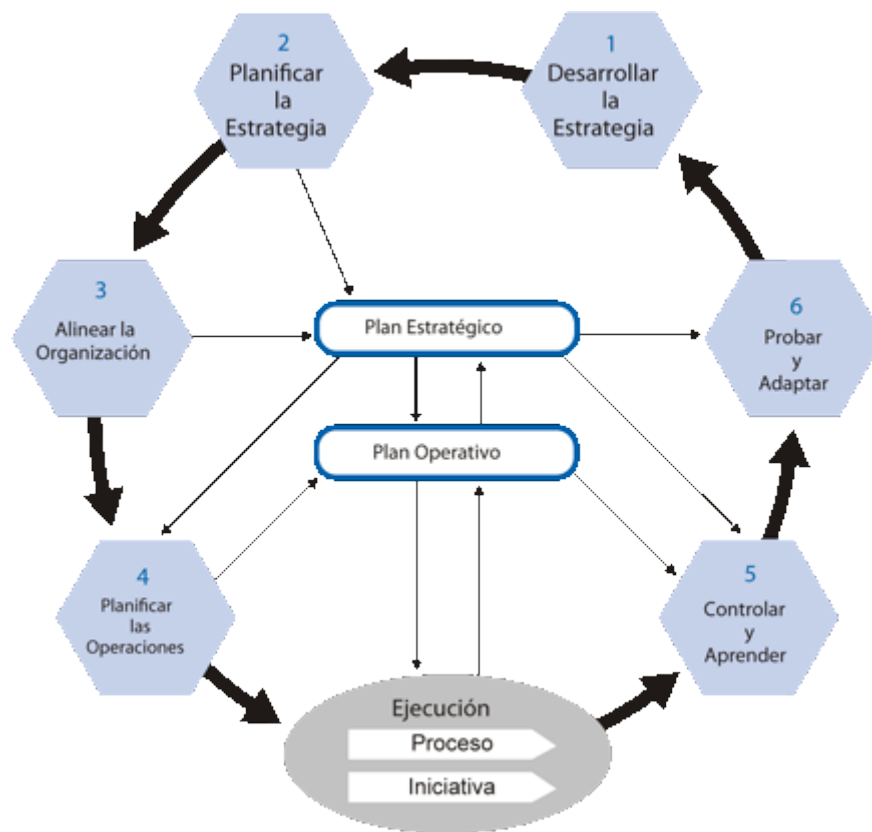 1
Desarrollar
la
Estrategia
2
Planificar
la
Estrategia
3
Alinear la
Organización
Plan Estratégico
6
Probar
y
Adaptar
Plan Operativo
4
Planificar
las
Operaciones
5
Controlar
y
Aprender
Ejecución
Proceso
Iniciativa